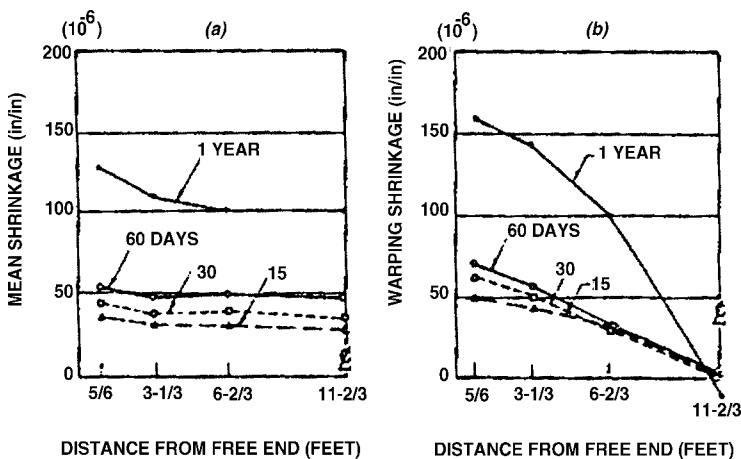 (10⁻⁶) (a)
200
150
100
50
0
MEAN SHRINKAGE (in/in)
1 YEAR
60 DAYS
30
15
℄
5/6 3-1/3 6-2/3 11-2/3
DISTANCE FROM FREE END (FEET)
(10⁻⁶) (b)
200
150
100
50
0
WARPING SHRINKAGE (in/in)
1 YEAR
60 DAYS
30
15
℄
5/6 3-1/3 6-2/3 11-2/3
DISTANCE FROM FREE END (FEET)